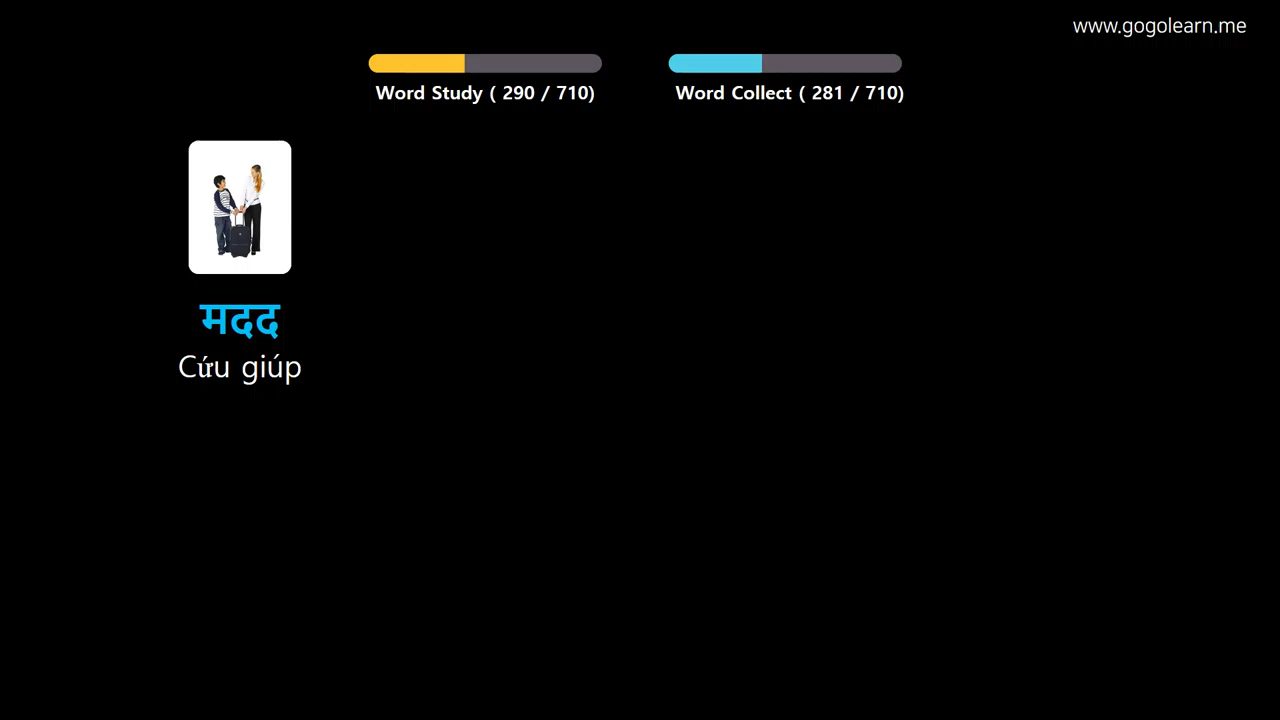 www.gogolearn.me
Word Study ( 290 / 710)
Word Collect ( 281 / 710)
मदद
Cứu giúp